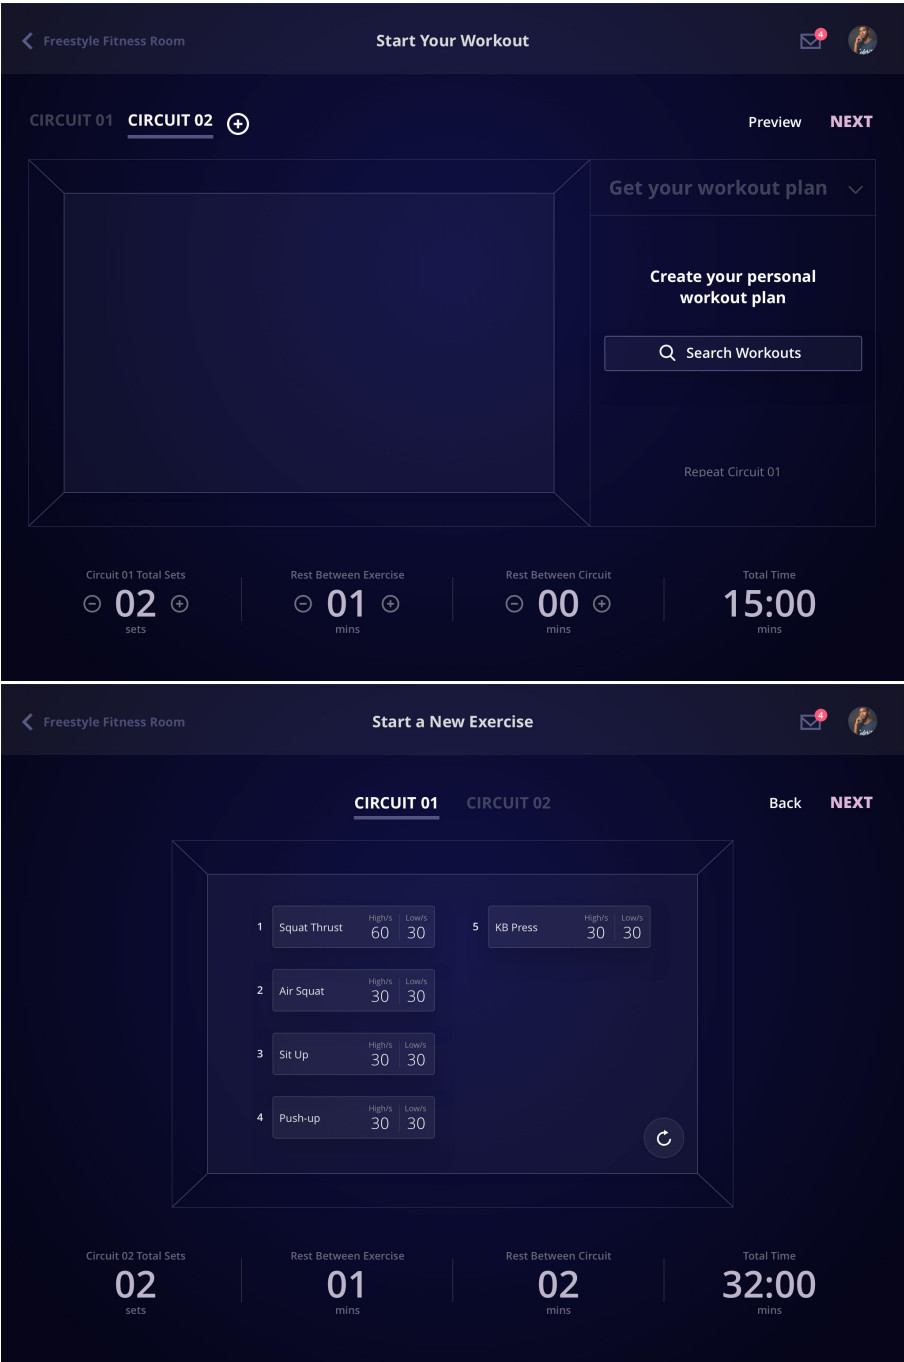 Freestyle Fitness Room
Start Your Workout
4
CIRCUIT 01
CIRCUIT 02
Preview
NEXT
Get your workout plan
Create your personal
workout plan
Search Workouts
Repeat Circuit 01
Circuit 01 Total Sets
02
sets
Rest Between Exercise
01
mins
Rest Between Circuit
00
mins
Total Time
15:00
mins
Freestyle Fitness Room
Start a New Exercise
4
CIRCUIT 01
CIRCUIT 02
Back
NEXT
1 Squat Thrust High/s 60 Low/s 30
2 Air Squat High/s 30 Low/s 30
3 Sit Up High/s 30 Low/s 30
4 Push-up High/s 30 Low/s 30
5 KB Press High/s 30 Low/s 30
Circuit 02 Total Sets
02
sets
Rest Between Exercise
01
mins
Rest Between Circuit
02
mins
Total Time
32:00
mins